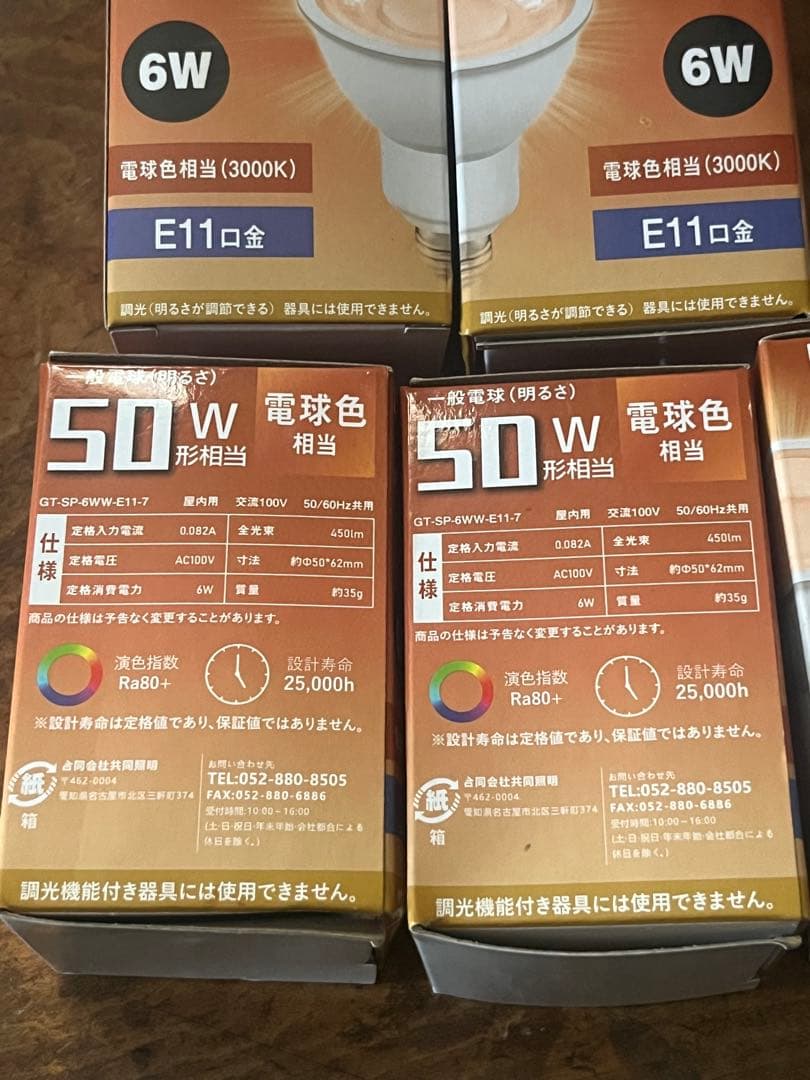 6W
電球色相当(3000K)
E11口金
調光(明るさが調節できる) 器具には使用できません。
6W
電球色相当(3000K)
E11口金
調光(明るさが調節できる) 器具には使用できません。
一般電球(明るさ)
50W
形相当
電球色
相当
GT-SP-6WW-E11-7 屋内用 交流100V 50/60Hz共用
仕様
定格入力電流 0.082A 全光束 450lm
定格電圧 AC100V 寸法 約Φ50*62mm
定格消費電力 6W 質量 約35g
商品の仕様は予告なく変更することがあります。
演色指数
Ra80+
設計寿命
25,000h
※設計寿命は定格値であり、保証値ではありません。
紙
箱
合同会社共同照明
〒462-0004
愛知県名古屋市北区三軒町374
お問い合わせ先
TEL:052-880-8505
FAX:052-880-6886
受付時間:10:00~16:00
(土·日·祝日·年末年始·会社都合による
休日を除く。)
調光機能付き器具には使用できません。
一般電球(明るさ)
50W
形相当
電球色
相当
GT-SP-6WW-E11-7 屋内用 交流100V 50/60Hz共用
仕様
定格入力電流 0.082A 全光束 450lm
定格電圧 AC100V 寸法 約Φ50*62mm
定格消費電力 6W 質量 約35g
商品の仕様は予告なく変更することがあります。
演色指数
Ra80+
設計寿命
25,000h
※設計寿命は定格値であり、保証値ではありません。
紙
箱
合同会社共同照明
〒462-0004
愛知県名古屋市北区三軒町374
お問い合わせ先
TEL:052-880-8505
FAX:052-880-6886
受付時間:10:00~16:00
(土·日·祝日·年末年始·会社都合による
休日を除く。)
調光機能付き器具には使用できません。